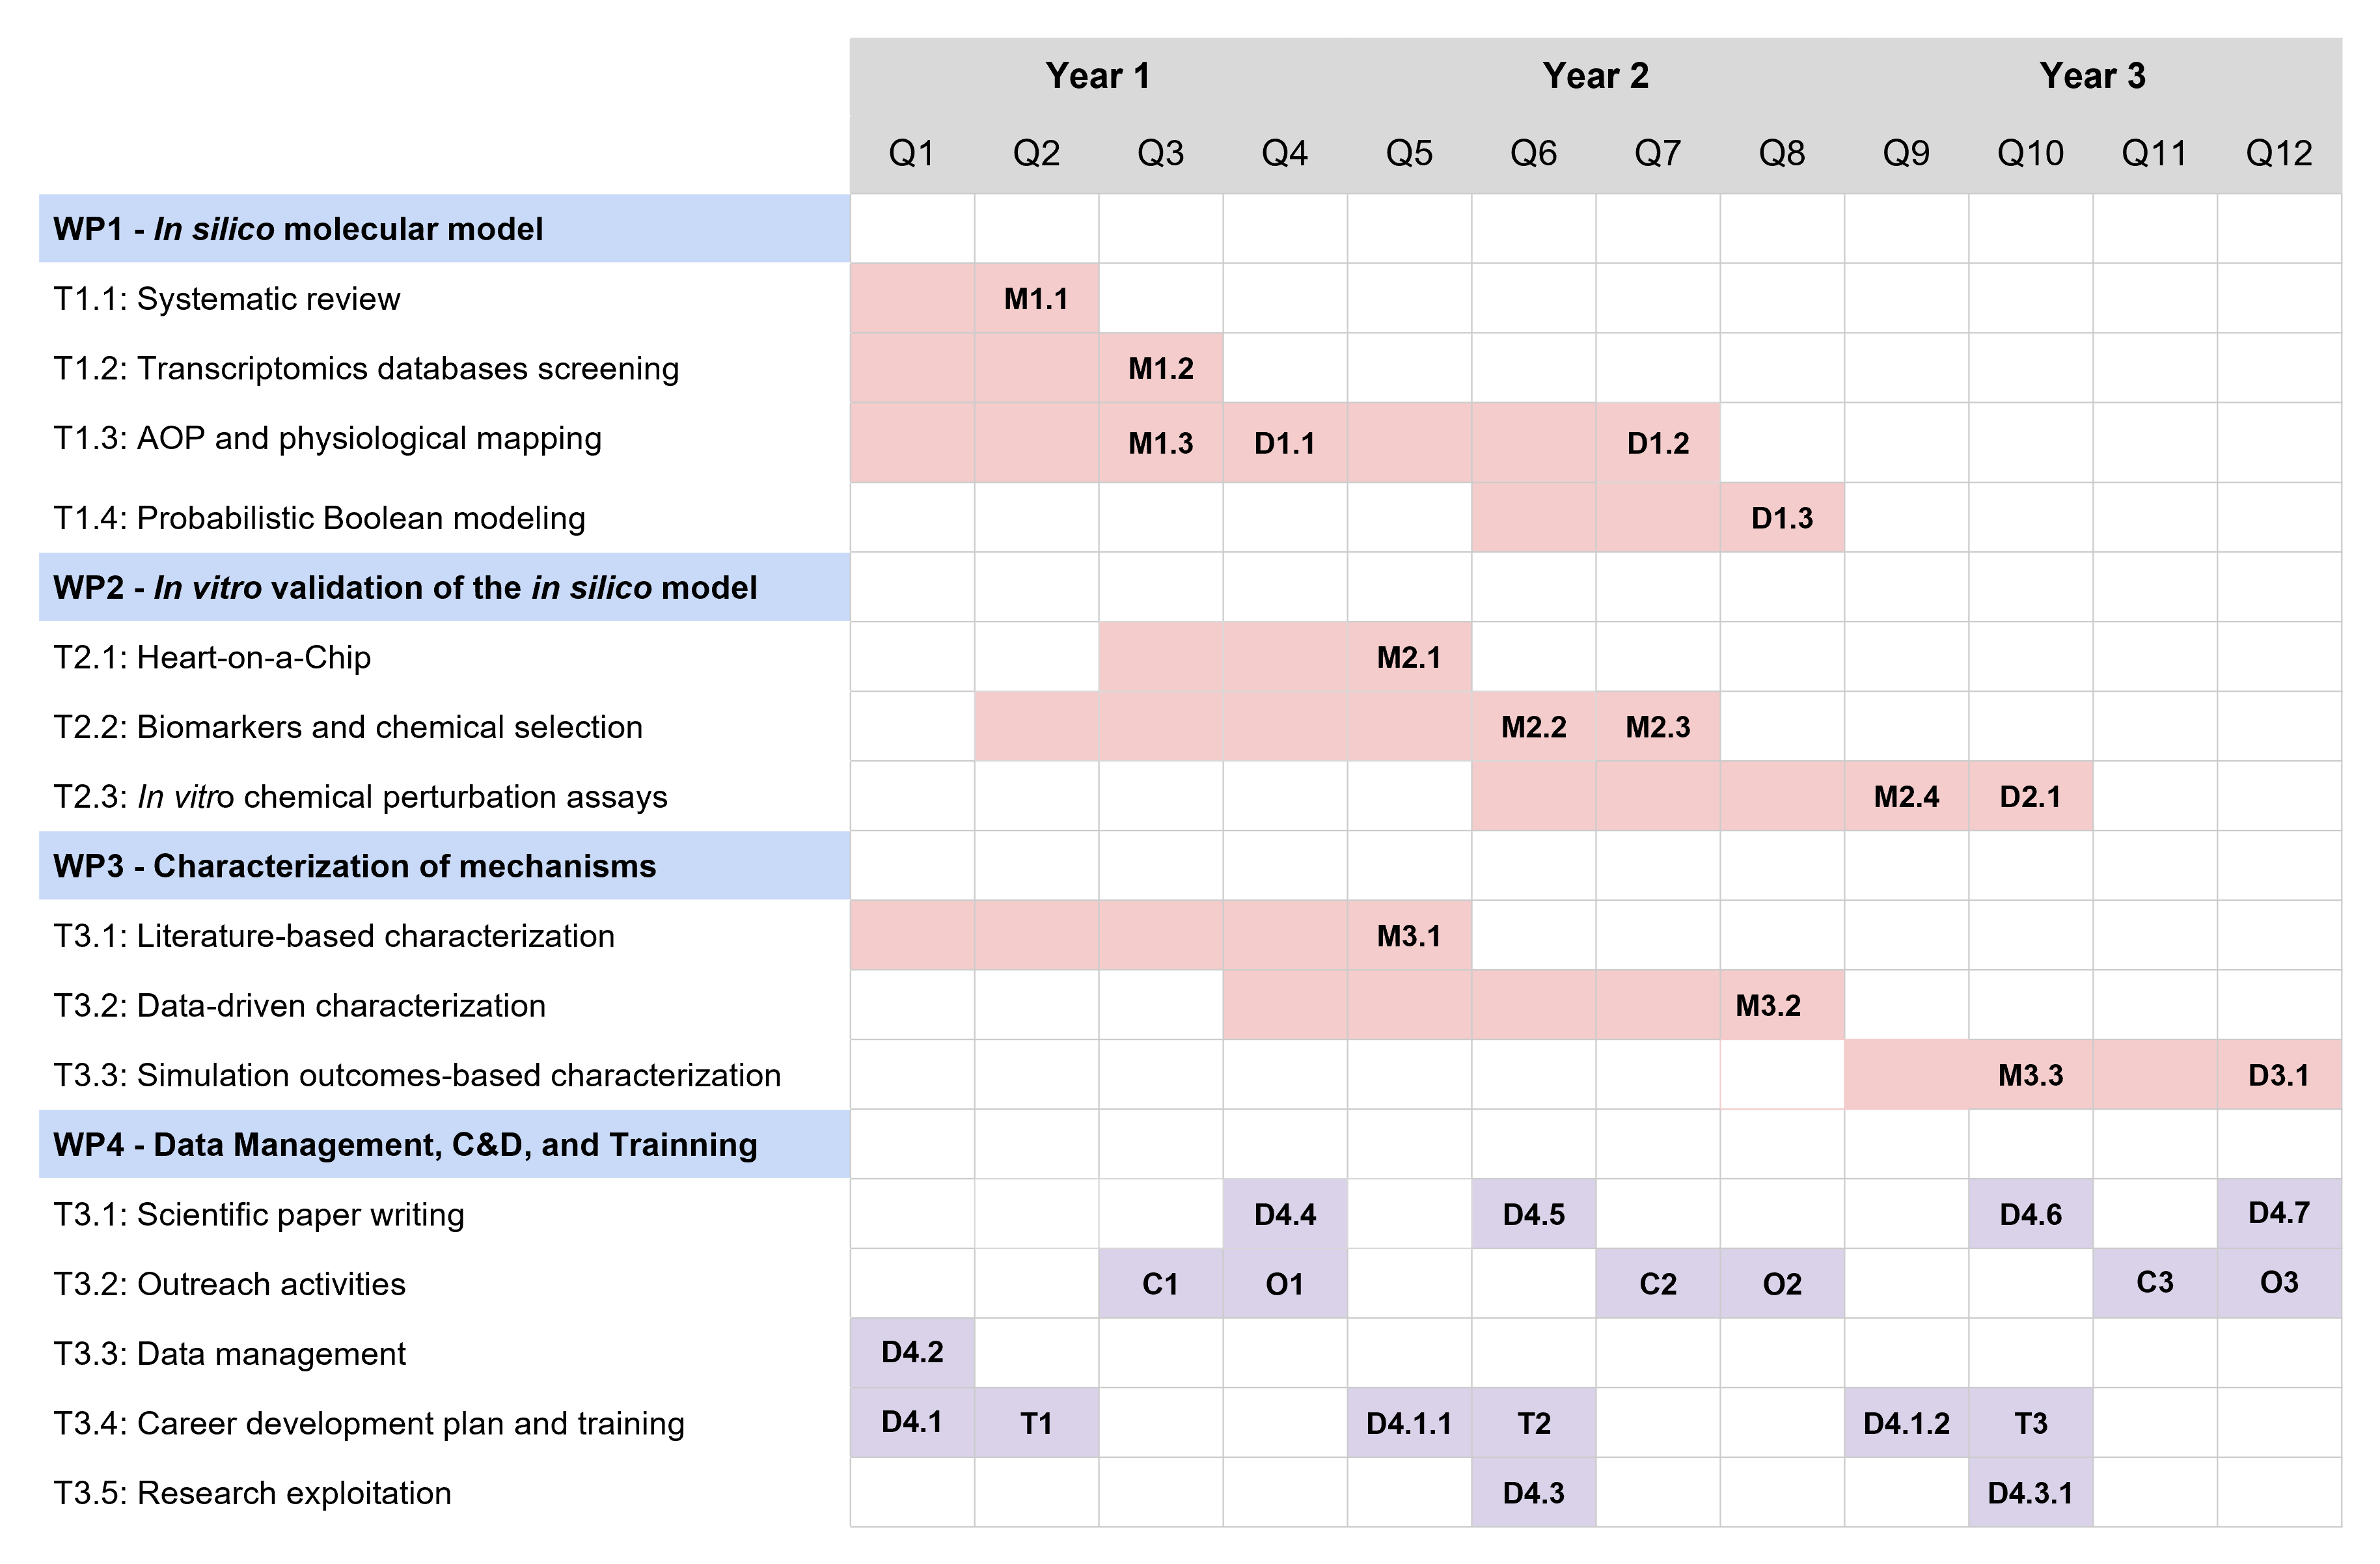 Year 1 Year 2 Year 3
Q1 Q2 Q3 Q4 Q5 Q6 Q7 Q8 Q9 Q10 Q11 Q12
WP1 - In silico molecular model
T1.1: Systematic review M1.1
T1.2: Transcriptomics databases screening M1.2
T1.3: AOP and physiological mapping M1.3 D1.1 D1.2
T1.4: Probabilistic Boolean modeling D1.3
WP2 - In vitro validation of the in silico model
T2.1: Heart-on-a-Chip M2.1
T2.2: Biomarkers and chemical selection M2.2 M2.3
T2.3: In vitro chemical perturbation assays M2.4 D2.1
WP3 - Characterization of mechanisms
T3.1: Literature-based characterization M3.1
T3.2: Data-driven characterization M3.2
T3.3: Simulation outcomes-based characterization M3.3 D3.1
WP4 - Data Management, C&D, and Trainning
T3.1: Scientific paper writing D4.4 D4.5 D4.6 D4.7
T3.2: Outreach activities C1 O1 C2 O2 C3 O3
T3.3: Data management D4.2
T3.4: Career development plan and training D4.1 T1 D4.1.1 T2 D4.1.2 T3
T3.5: Research exploitation D4.3 D4.3.1